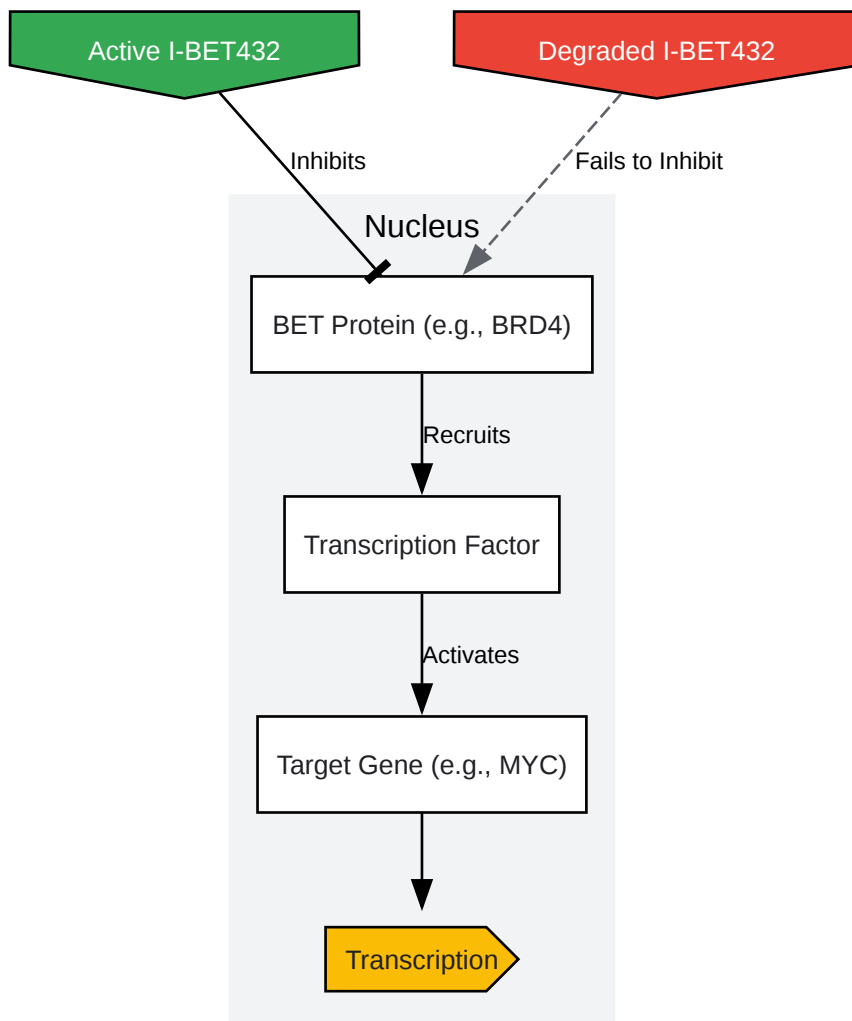 Active I-BET432
Degraded I-BET432
Inhibits
Fails to Inhibit
Nucleus
BET Protein (e.g., BRD4)
Recruits
Transcription Factor
Activates
Target Gene (e.g., MYC)
Transcription